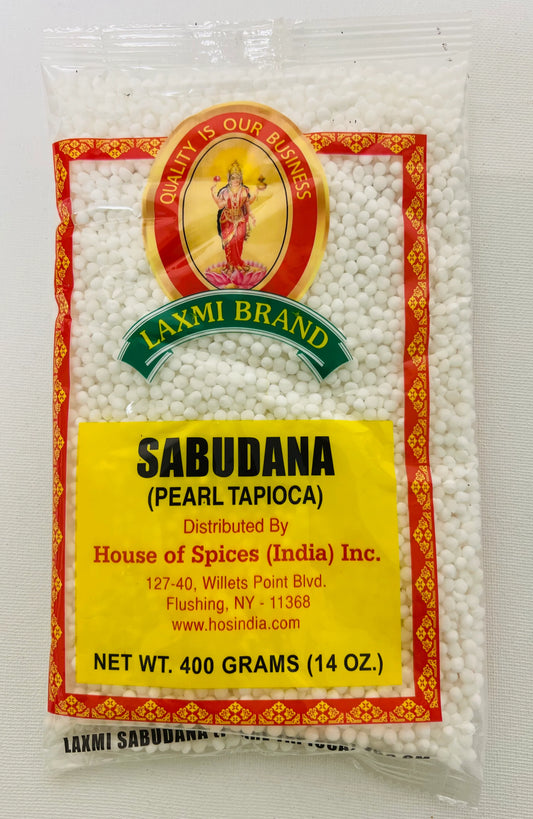 QUALITY IS OUR BUSINESS
LAXMI BRAND
SABUDANA
(PEARL TAPIOCA)
Distributed By
House of Spices (India) Inc.
127-40, Willets Point Blvd.
Flushing, NY - 11368
www.hosindia.com
NET WT. 400 GRAMS (14 OZ.)
LAXMI SABUDANA